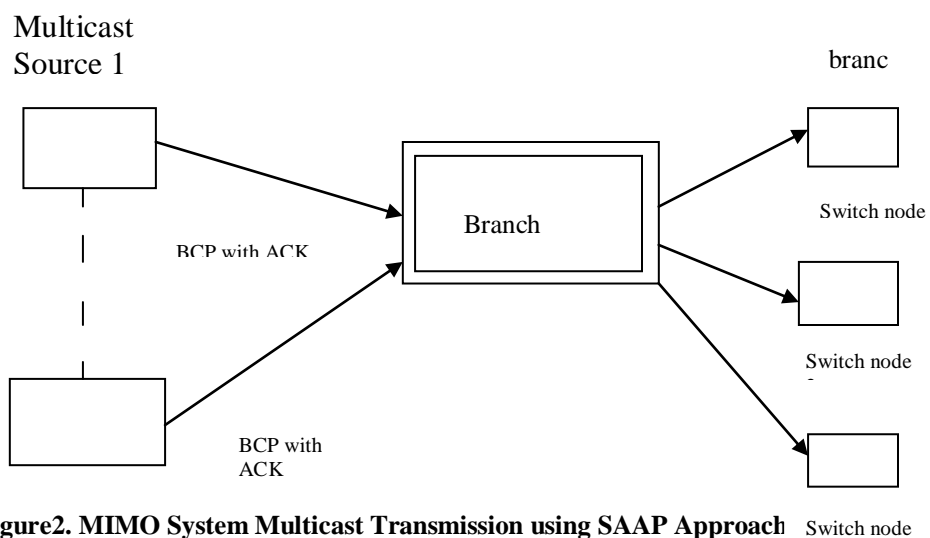 Multicast
Source 1
branc
Switch node
Branch
BCP with ACK
Switch node
BCP with
ACK
gure2. MIMO System Multicast Transmission using SAAP Approach
Switch node